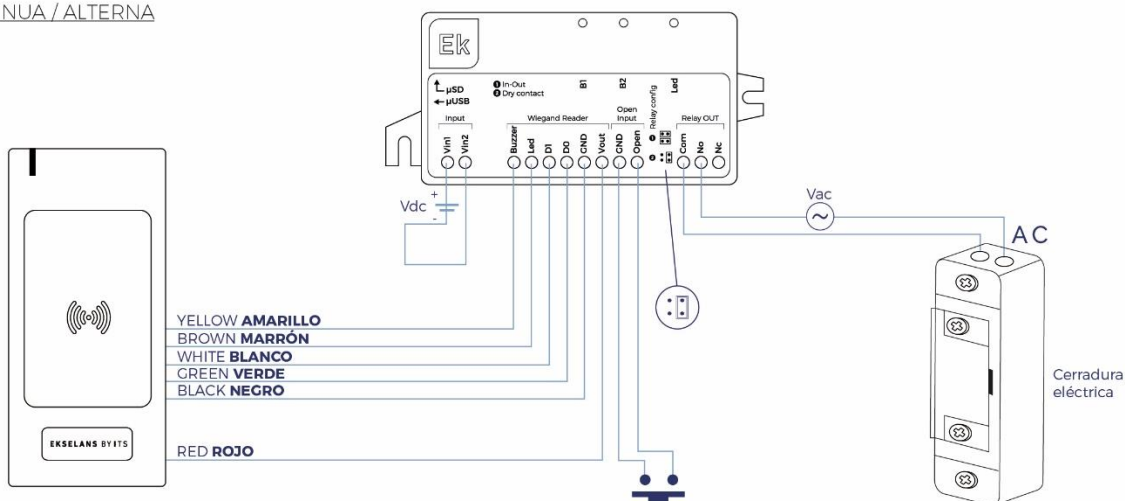 NUA / ALTERNA
Ek
µSD
µUSB
1 In-Out
2 Dry contact
B1
B2
Led
Input
Wiegand Reader
Open
Input
Relay config
Relay OUT
Vin1
Vin2
Buzzer
Led
D1
D0
GND
Vout
GND
Open
1
2
Com
No
Nc
Vdc
+
-
Vac
AC
YELLOW AMARILLO
BROWN MARRÓN
WHITE BLANCO
GREEN VERDE
BLACK NEGRO
RED ROJO
EKSELANS BY ITS
Cerradura
eléctrica